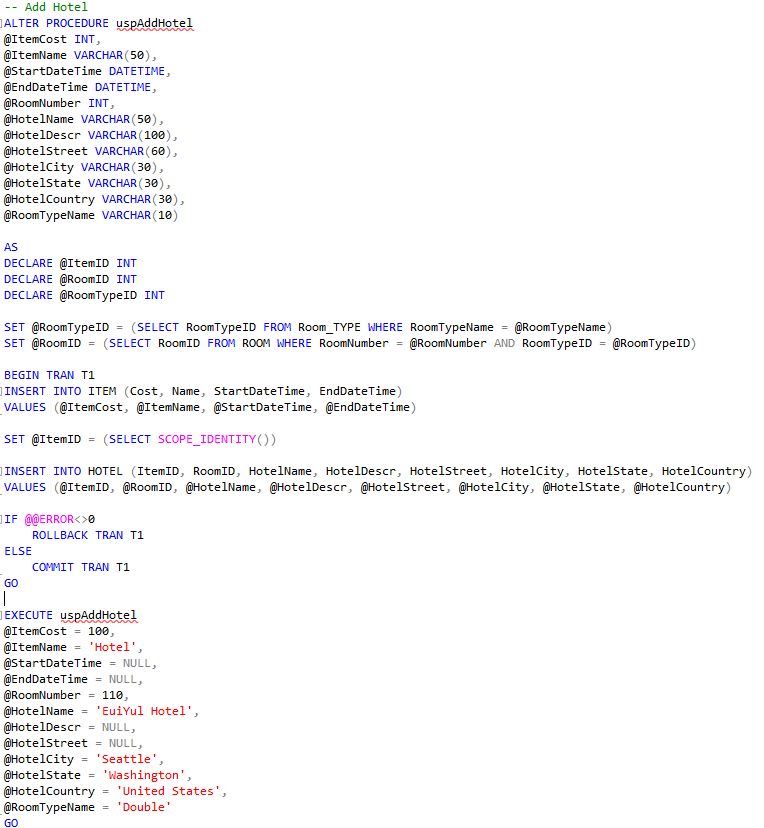 -- Add Hotel
ALTER PROCEDURE uspAddHotel
@ItemCost INT,
@ItemName VARCHAR(50),
@StartDateTime DATETIME,
@EndDateTime DATETIME,
@RoomNumber INT,
@HotelName VARCHAR(50),
@HotelDescr VARCHAR(100),
@HotelStreet VARCHAR(60),
@HotelCity VARCHAR(30),
@HotelState VARCHAR(30),
@HotelCountry VARCHAR(30),
@RoomTypeName VARCHAR(10)
AS
DECLARE @ItemID INT
DECLARE @RoomID INT
DECLARE @RoomTypeID INT
SET @RoomTypeID = (SELECT RoomTypeID FROM Room_TYPE WHERE RoomTypeName = @RoomTypeName)
SET @RoomID = (SELECT RoomID FROM ROOM WHERE RoomNumber = @RoomNumber AND RoomTypeID = @RoomTypeID)
BEGIN TRAN T1
INSERT INTO ITEM (Cost, Name, StartDateTime, EndDateTime)
VALUES (@ItemCost, @ItemName, @StartDateTime, @EndDateTime)
SET @ItemID = (SELECT SCOPE_IDENTITY())
INSERT INTO HOTEL (ItemID, RoomID, HotelName, HotelDescr, HotelStreet, HotelCity, HotelState, HotelCountry)
VALUES (@ItemID, @RoomID, @HotelName, @HotelDescr, @HotelStreet, @HotelCity, @HotelState, @HotelCountry)
IF @@ERROR<>0
    ROLLBACK TRAN T1
ELSE
    COMMIT TRAN T1
GO
EXECUTE uspAddHotel
@ItemCost = 100,
@ItemName = 'Hotel',
@StartDateTime = NULL,
@EndDateTime = NULL,
@RoomNumber = 110,
@HotelName = 'EuiYul Hotel',
@HotelDescr = NULL,
@HotelStreet = NULL,
@HotelCity = 'Seattle',
@HotelState = 'Washington',
@HotelCountry = 'United States',
@RoomTypeName = 'Double'
GO